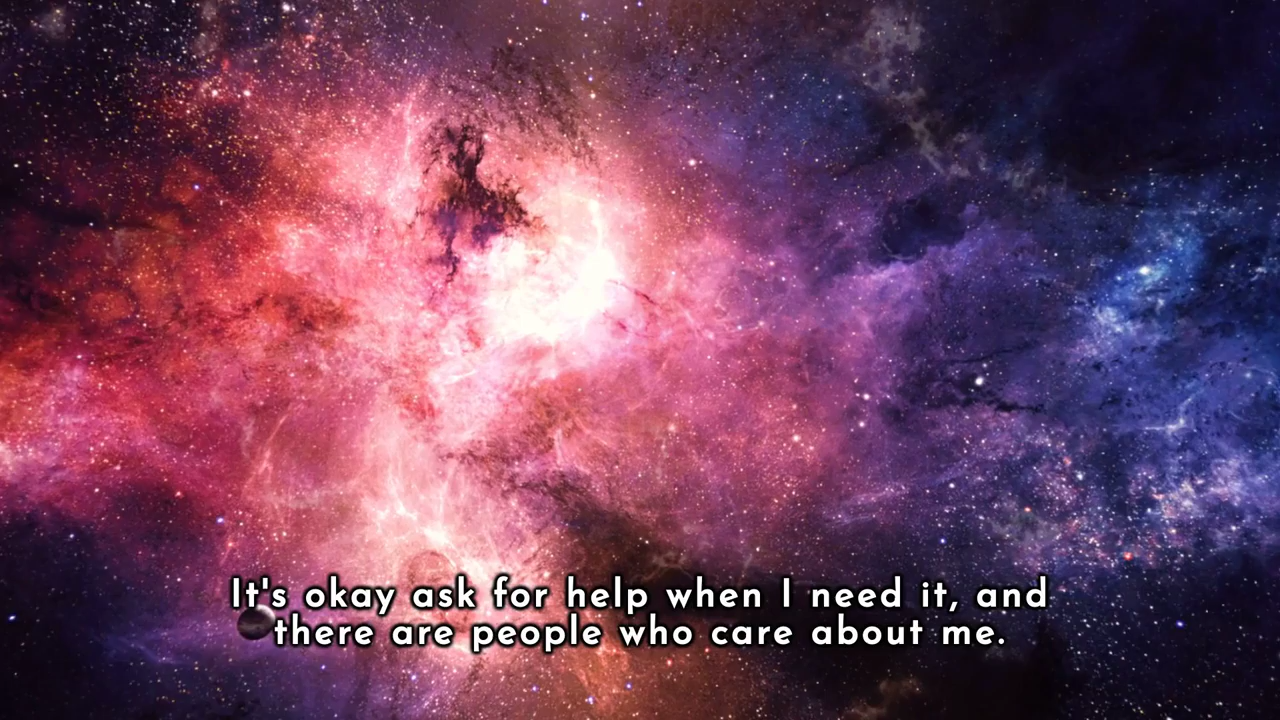 It's okay ask for help when I need it, and
there are people who care about me.